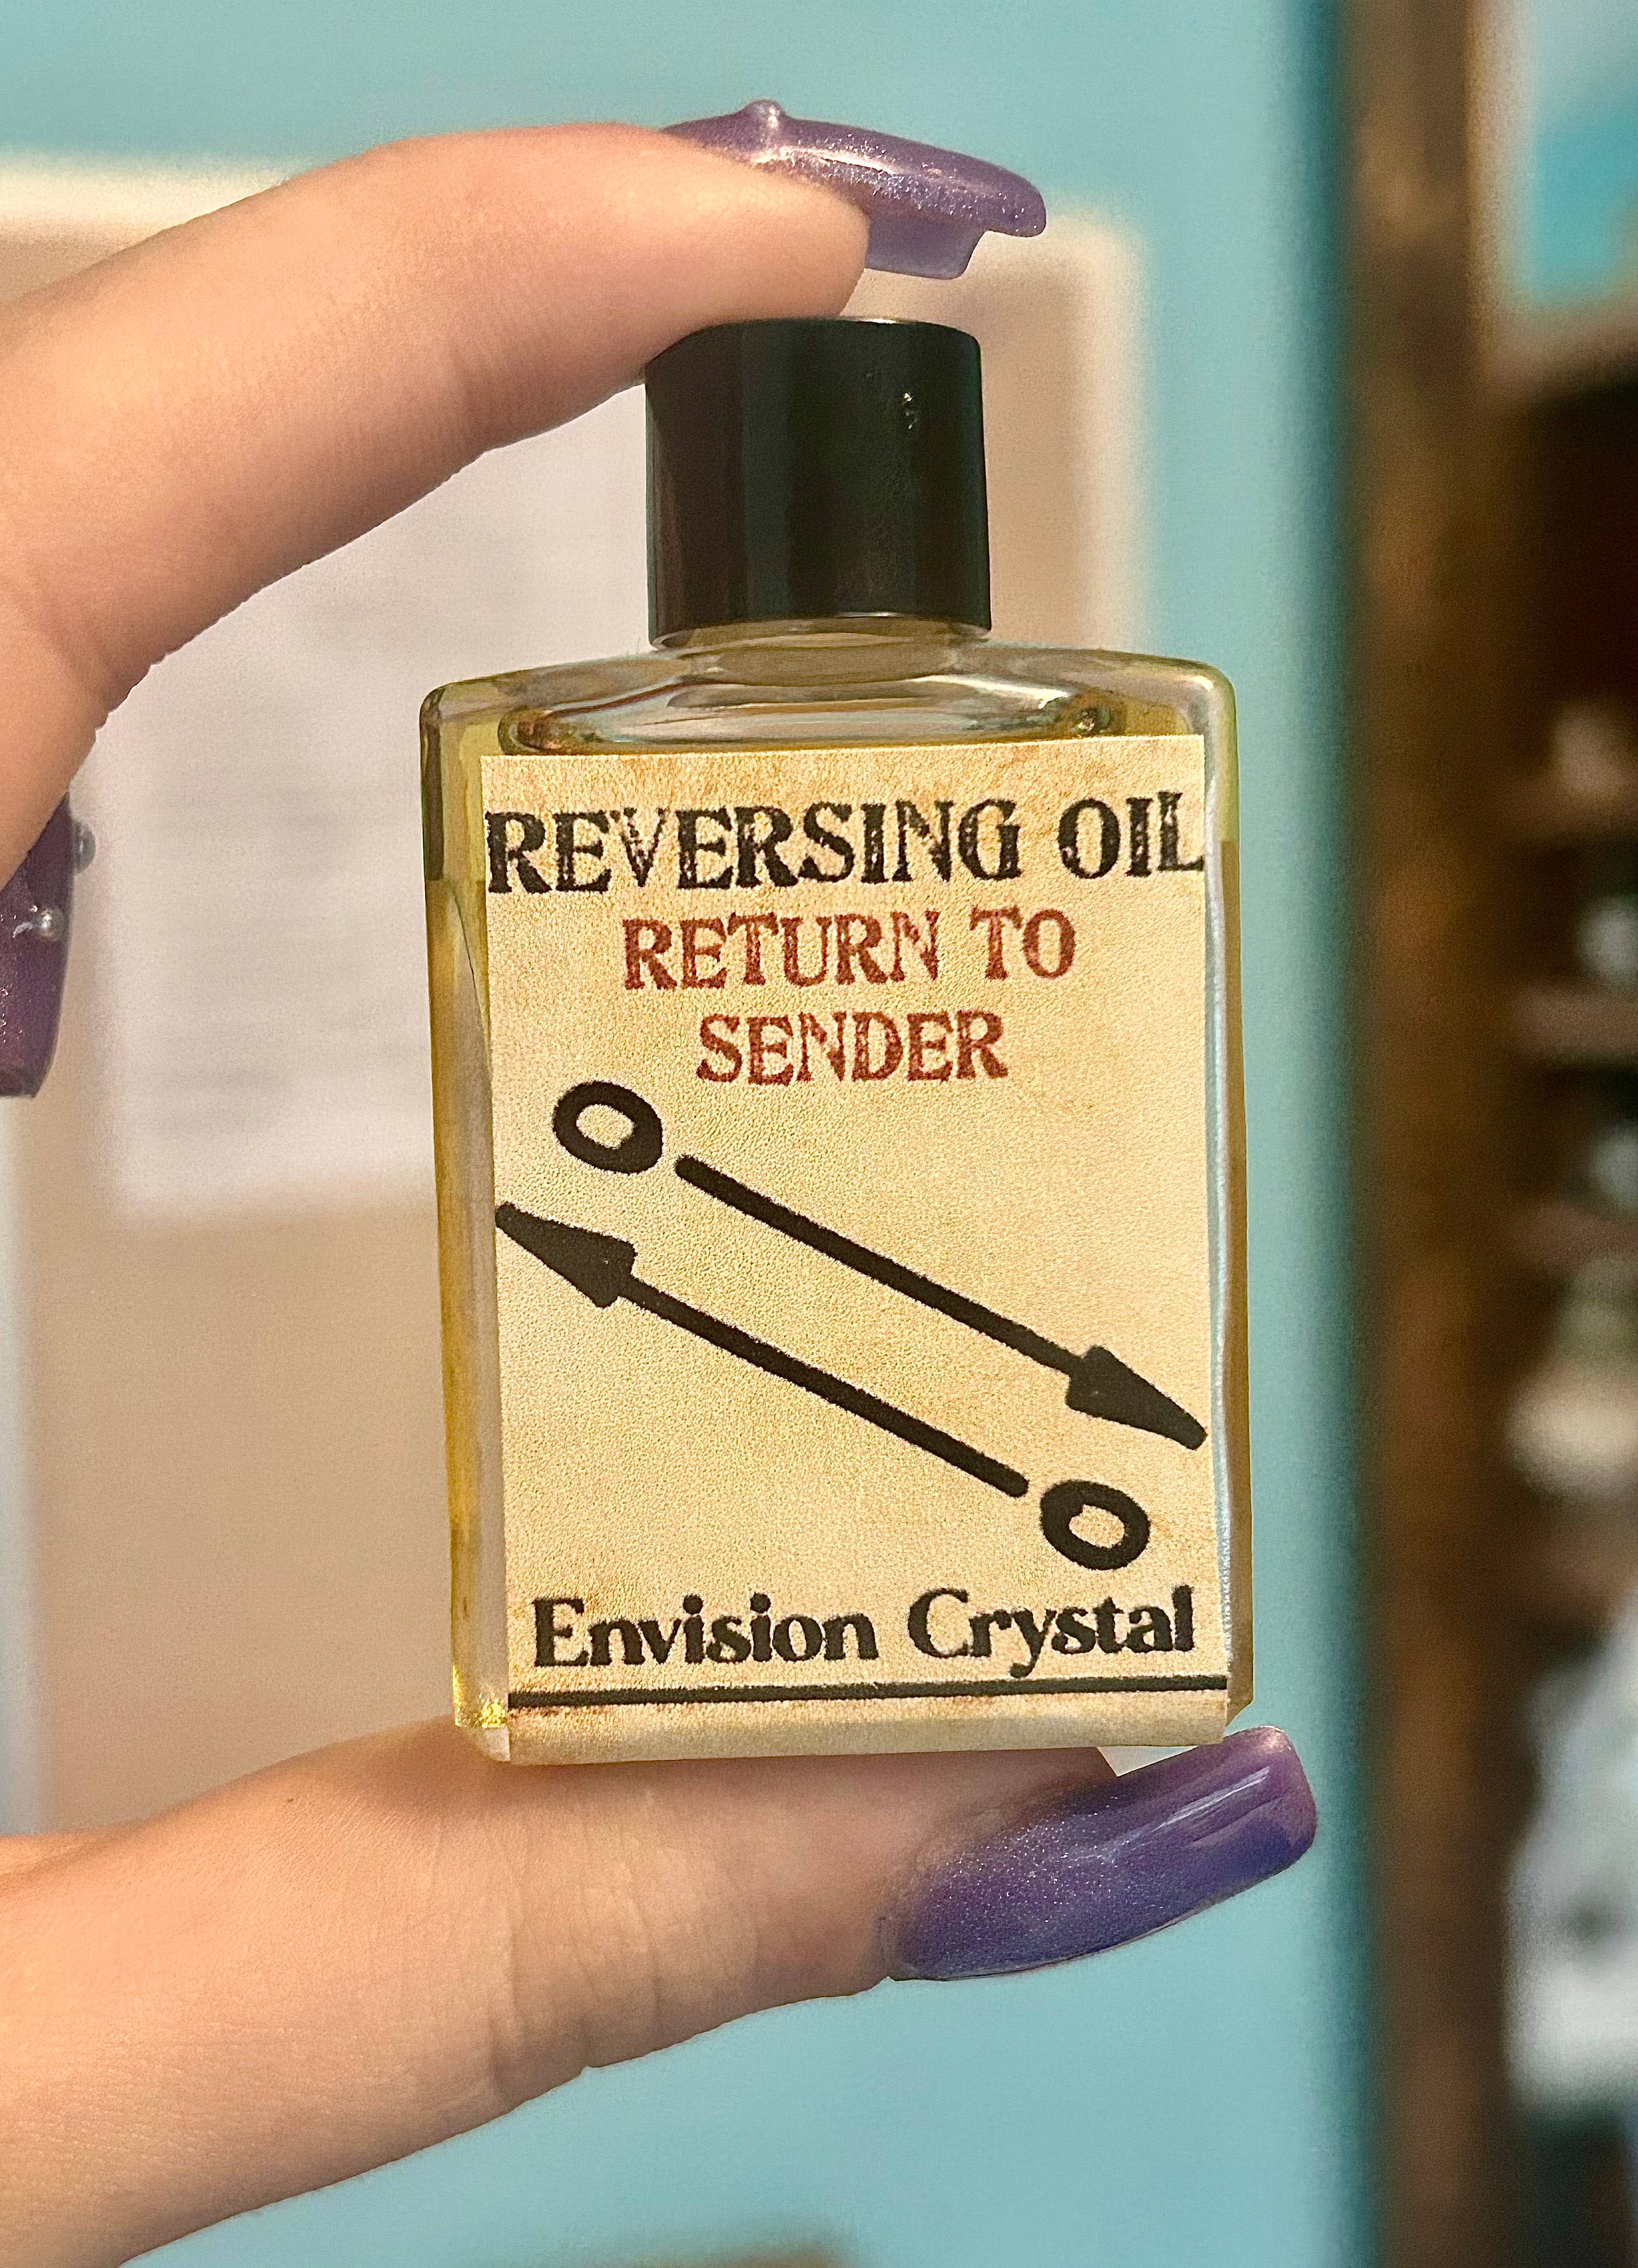 REVERSING OIL
RETURN TO
SENDER
Envision Crystal